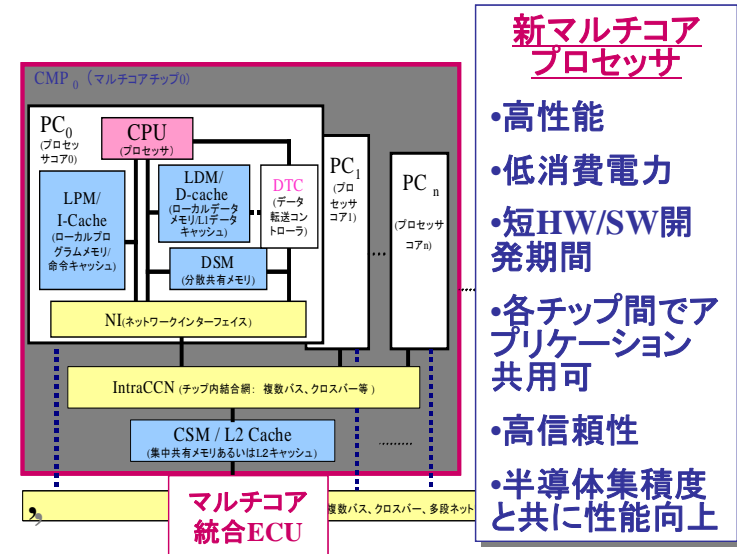 CMP 0 (マルチコアチップ0)
PC0
(プロセッ
サコア0)
CPU
(プロセッサ)
LPM/
I-Cache
(ローカルプロ
グラムメモリ/
命令キャッシュ)
LDM/
D-cache
(ローカルデータ
メモリ/L1データ
キャッシュ)
DTC
(データ
転送コン
トローラ)
DSM
(分散共有メモリ)
NI(ネットワークインターフェイス)
PC1
(プロ
セッサ
コア1)
PC n
(プロセッサ
コアn)
IntraCCN (チップ内結合網: 複数バス、クロスバー等 )
CSM / L2 Cache
(集中共有メモリあるいはL2キャッシュ)
複数バス、クロスバー、多段ネット
マルチコア
統合ECU
新マルチコア
プロセッサ
•高性能
•低消費電力
•短HW/SW開
発期間
•各チップ間でア
プリケーション
共用可
•高信頼性
•半導体集積度
と共に性能向上